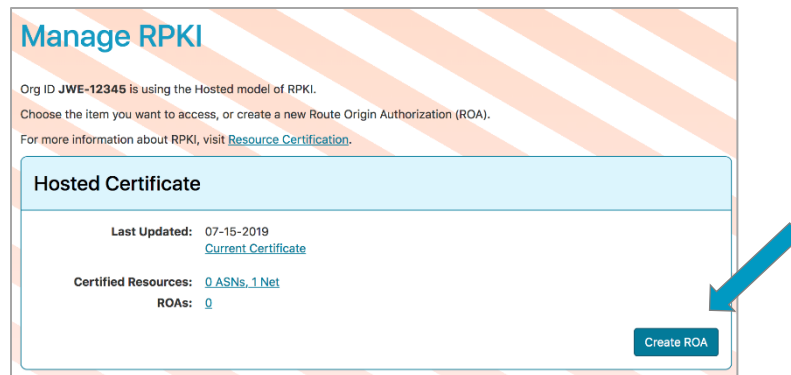 Manage RPKI
Org ID JWE-12345 is using the Hosted model of RPKI.
Choose the item you want to access, or create a new Route Origin Authorization (ROA).
For more information about RPKI, visit Resource Certification.
Hosted Certificate
Last Updated: 07-15-2019
Current Certificate
Certified Resources: 0 ASNs, 1 Net
ROAs: 0
Create ROA